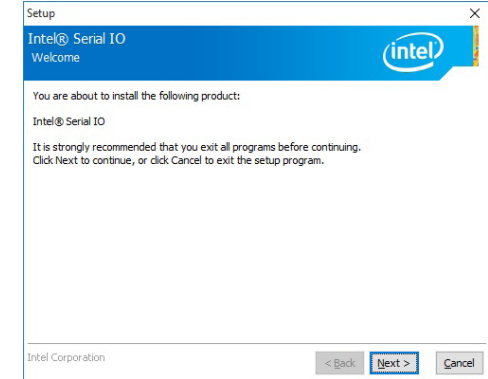 Setup
Intel® Serial IO
Welcome
intel
You are about to install the following product:
Intel® Serial IO
It is strongly recommended that you exit all programs before continuing.
Click Next to continue, or click Cancel to exit the setup program.
Intel Corporation
< Back
Next >
Cancel